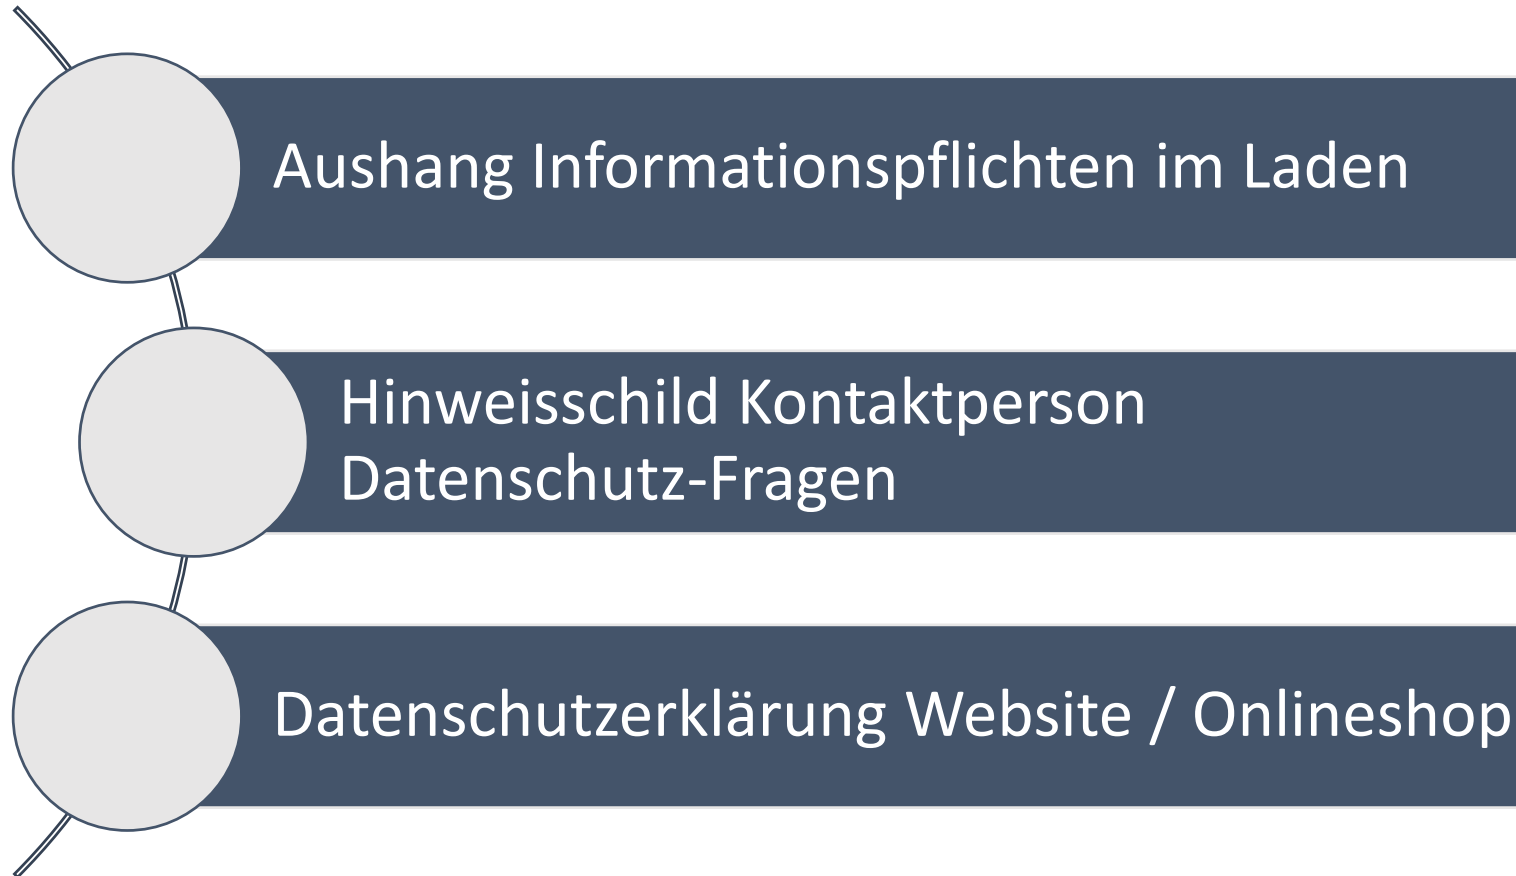 Aushang Informationspflichten im Laden
Hinweisschild Kontaktperson
Datenschutz-Fragen
Datenschutzerklärung Website / Onlineshop